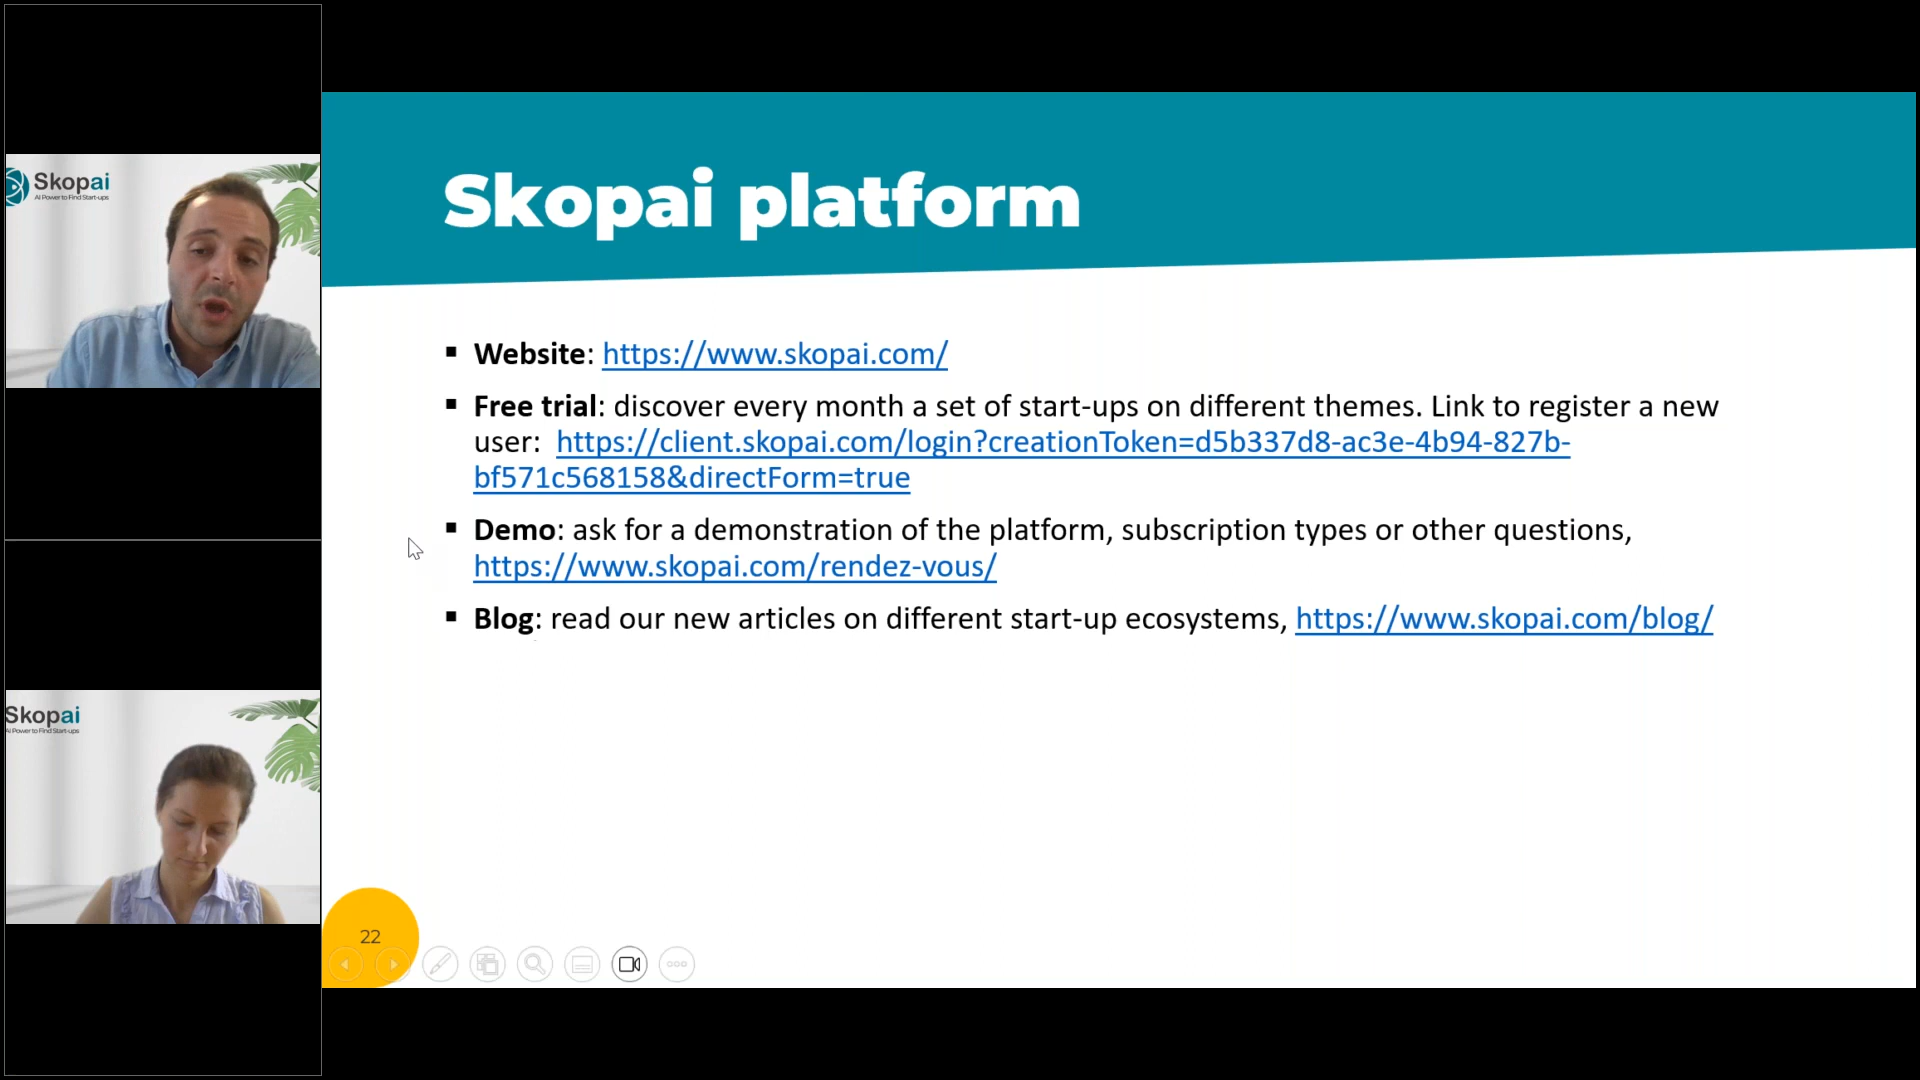 Skopai
AI Power to Find Start-ups
Skopai
AI Power to Find Start-ups
Skopai platform
▪ Website: https://www.skopai.com/
▪ Free trial: discover every month a set of start-ups on different themes. Link to register a new
user: https://client.skopai.com/login?creationToken=d5b337d8-ac3e-4b94-827b-
bf571c568158&directForm=true
▪ Demo: ask for a demonstration of the platform, subscription types or other questions,
https://www.skopai.com/rendez-vous/
▪ Blog: read our new articles on different start-up ecosystems, https://www.skopai.com/blog/
22